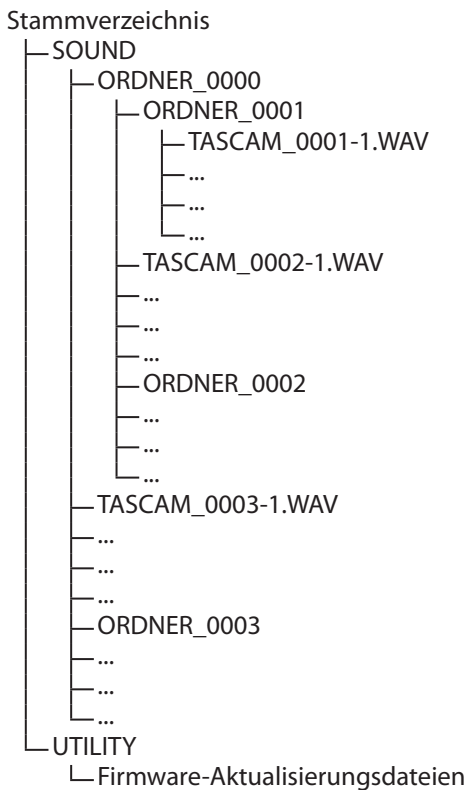 Stammverzeichnis
SOUND
ORDNER_0000
ORDNER_0001
TASCAM_0001-1.WAV
...
...
...
TASCAM_0002-1.WAV
...
...
...
ORDNER_0002
...
...
...
TASCAM_0003-1.WAV
...
...
...
ORDNER_0003
...
...
...
UTILITY
Firmware-Aktualisierungsdateien